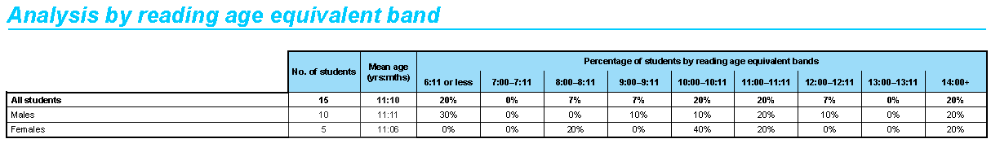 Analysis by reading age equivalent band
No. of students Mean age (yrs:mths) Percentage of students by reading age equivalent bands
6:11 or less 7:00–7:11 8:00–8:11 9:00–9:11 10:00–10:11 11:00–11:11 12:00–12:11 13:00–13:11 14:00+
All students 15 11:10 20% 0% 7% 7% 20% 20% 7% 0% 20%
Males 10 11:11 30% 0% 0% 10% 10% 20% 10% 0% 20%
Females 5 11:06 0% 0% 20% 0% 40% 20% 0% 0% 20%